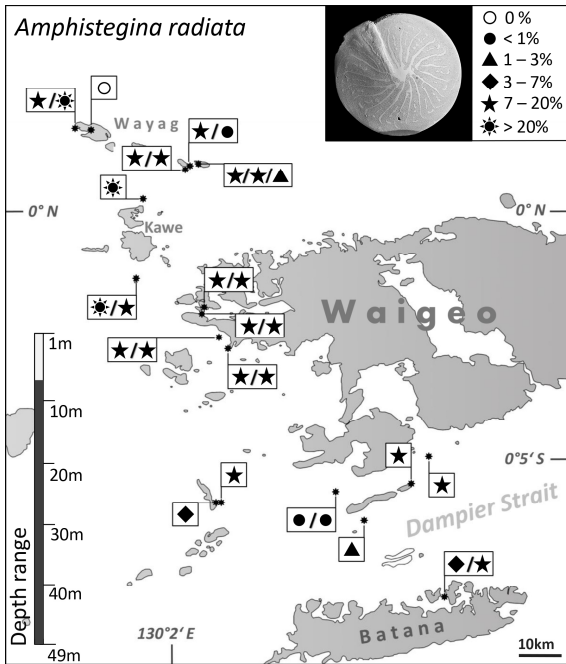 Amphistegina radiata
0 %
< 1%
1 – 3%
3 – 7%
7 – 20%
> 20%
Wayag
0° N
0° N
Kawe
Waigeo
1m
10m
20m
30m
40m
49m
Depth range
0°5‘ S
Dampier Strait
130°2‘ E
Batana
10km